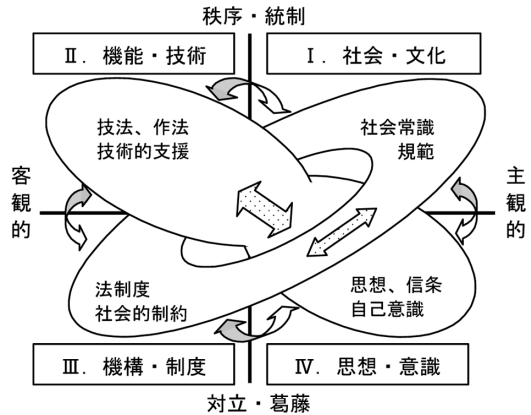 秩序・統制
Ⅱ．機能・技術
Ⅰ．社会・文化
技法、作法
技術的支援
社会常識
規範
客観的
主観的
法制度
社会的制約
思想、信条
自己意識
Ⅲ．機構・制度
Ⅳ．思想・意識
対立・葛藤